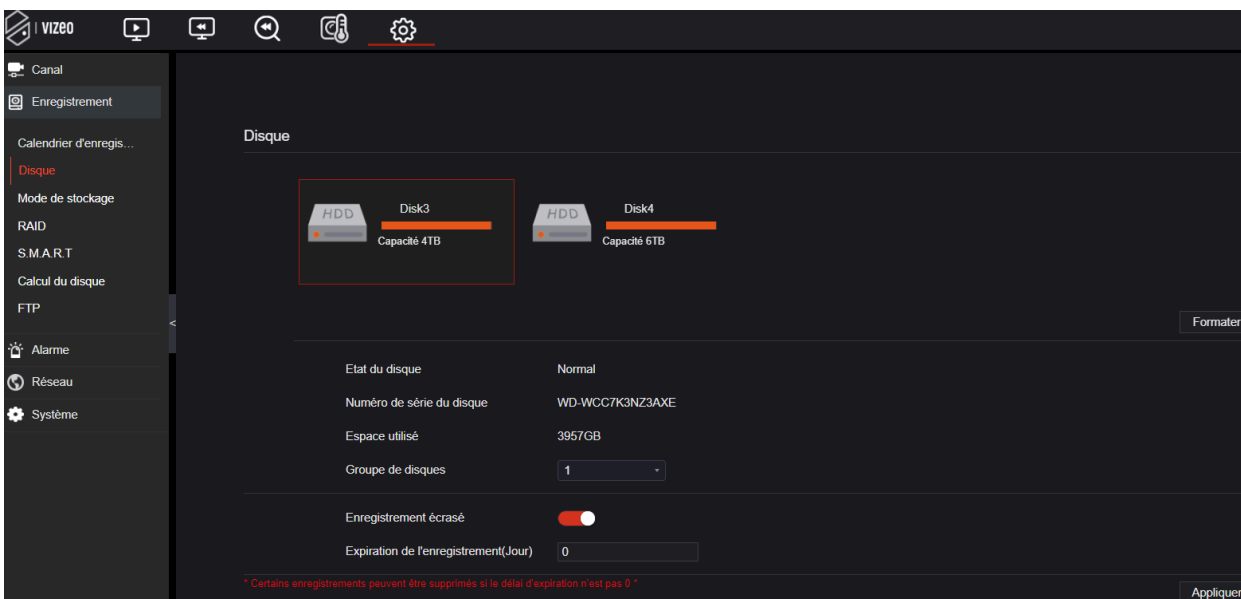 VIZEO
Canal
Enregistrement
Calendrier d'enregis...
Disque
Mode de stockage
RAID
S.M.A.R.T
Calcul du disque
FTP
Alarme
Réseau
Système
Disque
HDD
Disk3
Capacité 4TB
HDD
Disk4
Capacité 6TB
Formater
Etat du disque Normal
Numéro de série du disque WD-WCC7K3NZ3AXE
Espace utilisé 3957GB
Groupe de disques 1
Enregistrement écrasé
Expiration de l'enregistrement(Jour) 0
* Certains enregistrements peuvent être supprimés si le délai d'expiration n'est pas 0 *
Appliquer